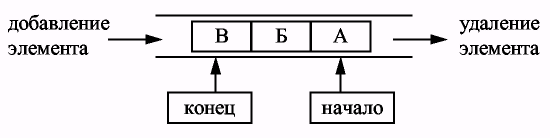 добавление
элемента
В Б А
удаление
элемента
конец
начало